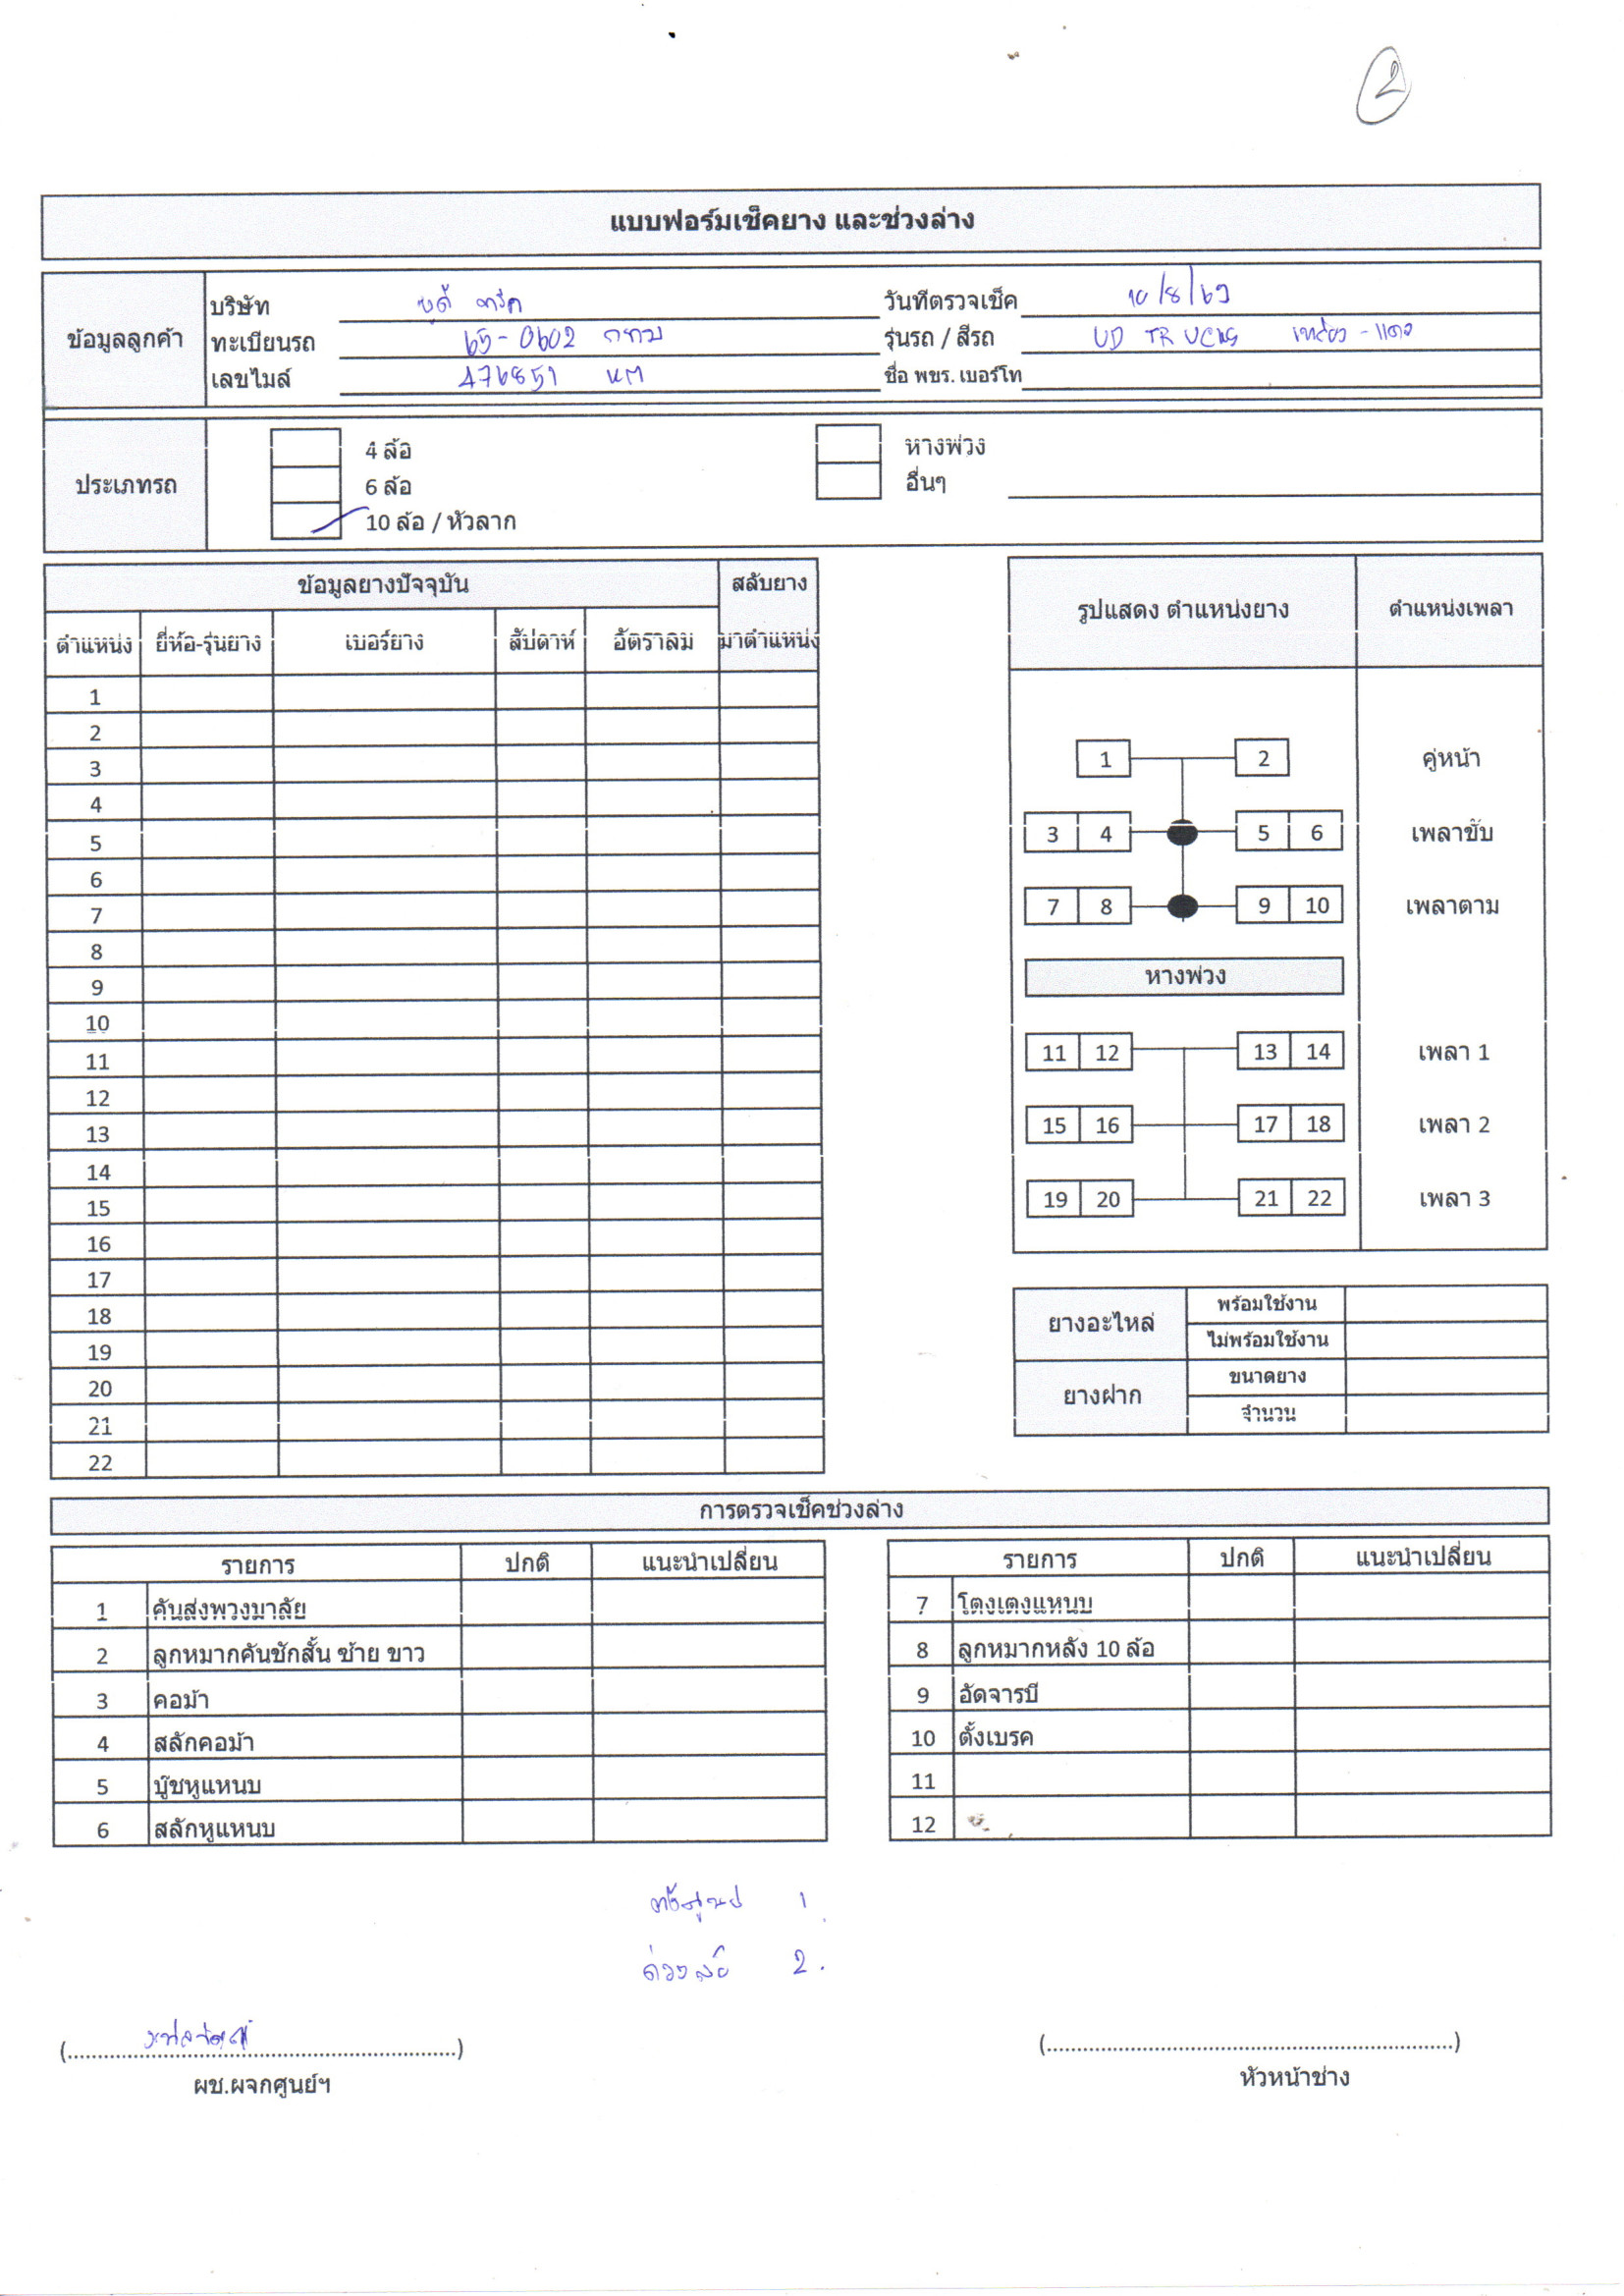 2
แบบฟอร์มเช็คยาง และช่วงล่าง
ข้อมูลลูกค้า
บริษัท ยูดี ทรัค วันที่ตรวจเช็ค 10/8/69
ทะเบียนรถ 65-0602 กทม รุ่นรถ / สีรถ UD TRUCKS เหลือง-แดง
เลขไมล์ 476851 KM ชื่อ พขร. เบอร์โท
ประเภทรถ
4 ล้อ หางพ่วง
6 ล้อ อื่นๆ
10 ล้อ / หัวลาก
ข้อมูลยางปัจจุบัน สลับยาง
ตำแหน่ง ยี่ห้อ-รุ่นยาง เบอร์ยาง สัปดาห์ อัตราลม มาตำแหน่ง
1
2
3
4
5
6
7
8
9
10
11
12
13
14
15
16
17
18
19
20
21
22
รูปแสดง ตำแหน่งยาง ตำแหน่งเพลา
1 2 คู่หน้า
3 4 5 6 เพลาขับ
7 8 9 10 เพลาตาม
หางพ่วง
11 12 13 14 เพลา 1
15 16 17 18 เพลา 2
19 20 21 22 เพลา 3
ยางอะไหล่ พร้อมใช้งาน
ไม่พร้อมใช้งาน
ยางฝาก ขนาดยาง
จำนวน
การตรวจเช็คช่วงล่าง
รายการ ปกติ แนะนำเปลี่ยน
1 คันส่งพวงมาลัย
2 ลูกหมากคันชักสั้น ซ้าย ขาว
3 คอม้า
4 สลักคอม้า
5 บู๊ชหูแหนบ
6 สลักหูแหนบ
รายการ ปกติ แนะนำเปลี่ยน
7 โตงเตงแหนบ
8 ลูกหมากหลัง 10 ล้อ
9 อัดจารบี
10 ตั้งเบรค
11
12
ตั้งศูนย์ 1
ถ่วงล้อ 2.
(..........) (..........)
ผช.ผจกศูนย์ฯ หัวหน้าช่าง